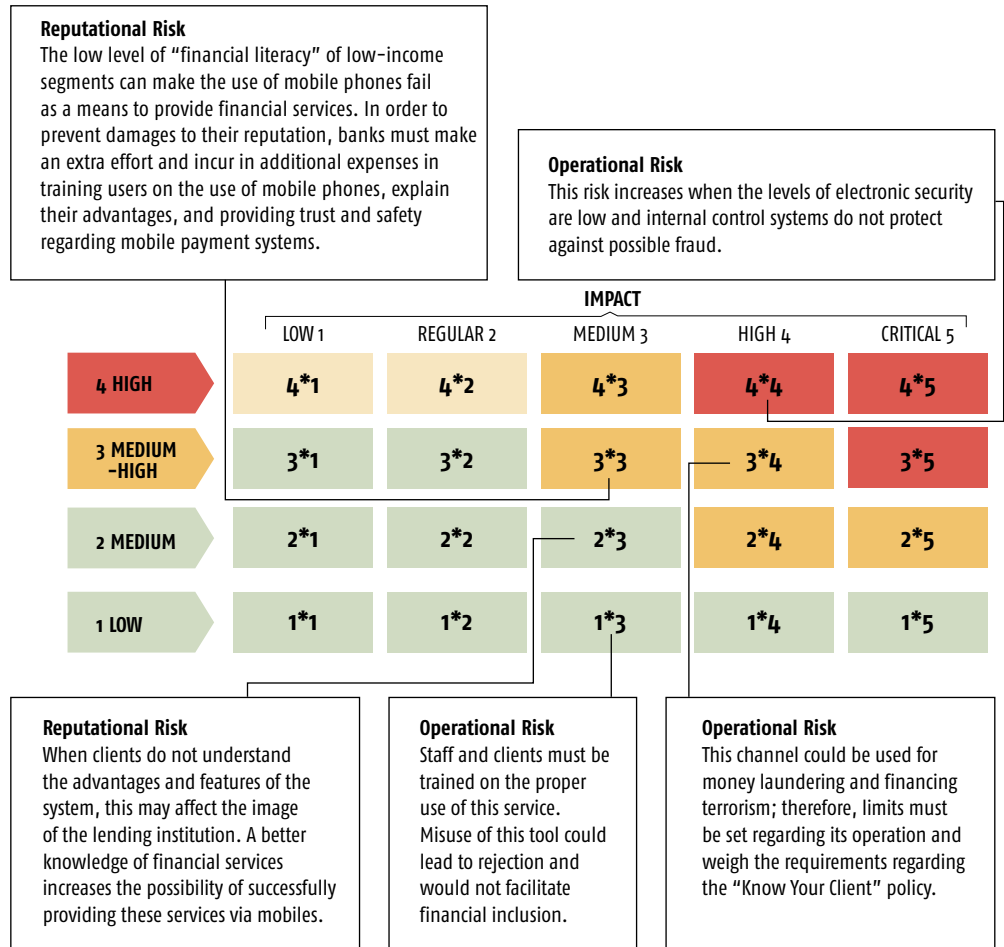 Reputational Risk
The low level of “financial literacy” of low-income
segments can make the use of mobile phones fail
as a means to provide financial services. In order to
prevent damages to their reputation, banks must make
an extra effort and incur in additional expenses in
training users on the use of mobile phones, explain
their advantages, and providing trust and safety
regarding mobile payment systems.
Operational Risk
This risk increases when the levels of electronic security
are low and internal control systems do not protect
against possible fraud.
IMPACT
LOW 1 REGULAR 2 MEDIUM 3 HIGH 4 CRITICAL 5
4 HIGH 4*1 4*2 4*3 4*4 4*5
3 MEDIUM
-HIGH 3*1 3*2 3*3 3*4 3*5
2 MEDIUM 2*1 2*2 2*3 2*4 2*5
1 LOW 1*1 1*2 1*3 1*4 1*5
Reputational Risk
When clients do not understand
the advantages and features of the
system, this may affect the image
of the lending institution. A better
knowledge of financial services
increases the possibility of successfully
providing these services via mobiles.
Operational Risk
Staff and clients must be
trained on the proper
use of this service.
Misuse of this tool could
lead to rejection and
would not facilitate
financial inclusion.
Operational Risk
This channel could be used for
money laundering and financing
terrorism; therefore, limits must
be set regarding its operation and
weigh the requirements regarding
the “Know Your Client” policy.